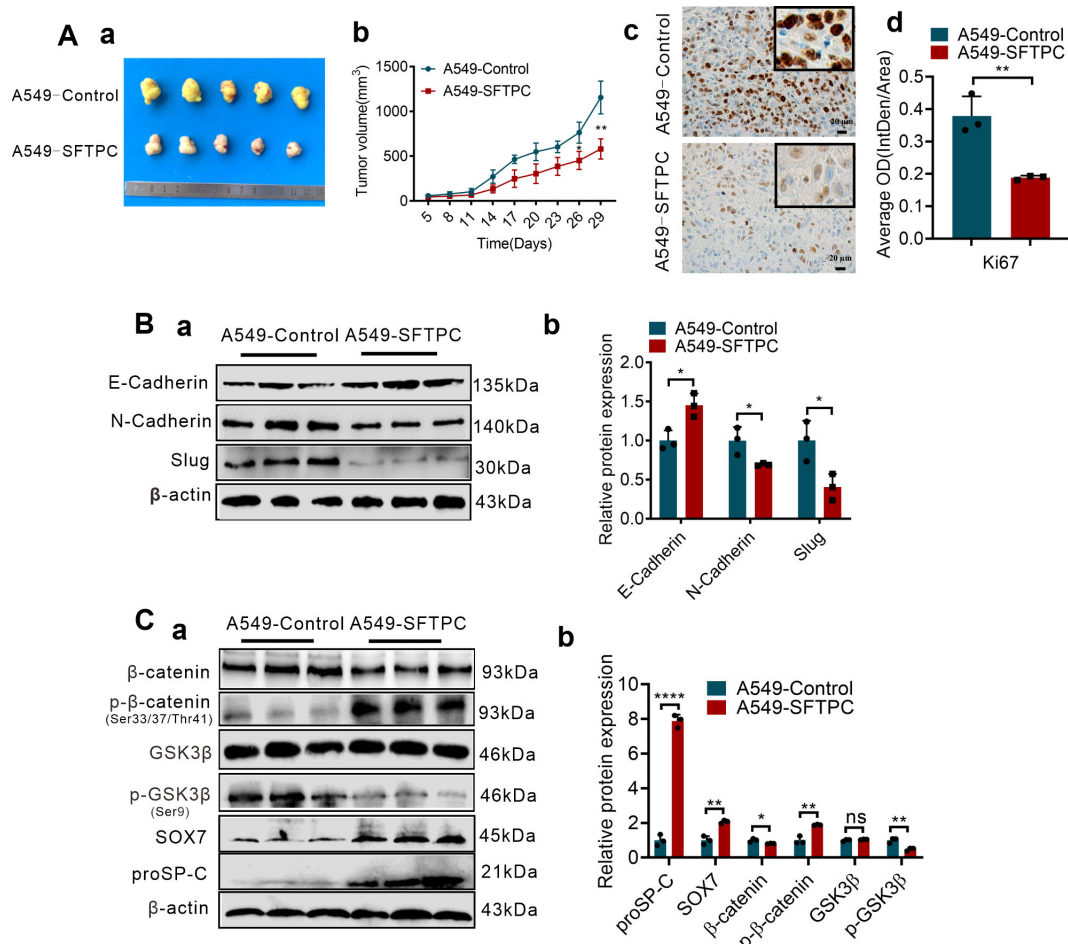 A
a
A549-Control
A549-SFTPC
b
A549-Control
A549-SFTPC
Tumor volume(mm³)
1500
1000
500
0
*
**
5 8 11 14 17 20 23 26 29
Time(Days)
c
A549-Control
20 μm
A549-SFTPC
20 μm
d
A549-Control
A549-SFTPC
Average OD(IntDen/Area)
0.5
0.4
0.3
0.2
0.1
0.0
**
Ki67
B
a
A549-Control A549-SFTPC
E-Cadherin 135kDa
N-Cadherin 140kDa
Slug 30kDa
β-actin 43kDa
b
A549-Control
A549-SFTPC
Relative protein expression
2.0
1.5
1.0
0.5
0.0
* * *
E-Cadherin N-Cadherin Slug
C
a
A549-Control A549-SFTPC
β-catenin 93kDa
p-β-catenin 93kDa
(Ser33/37/Thr41)
GSK3β 46kDa
p-GSK3β 46kDa
(Ser9)
SOX7 45kDa
proSP-C 21kDa
β-actin 43kDa
b
A549-Control
A549-SFTPC
Relative protein expression
10
8
6
4
2
0
**** ** * ** ns **
proSP-C SOX7 β-catenin p-β-catenin GSK3β p-GSK3β